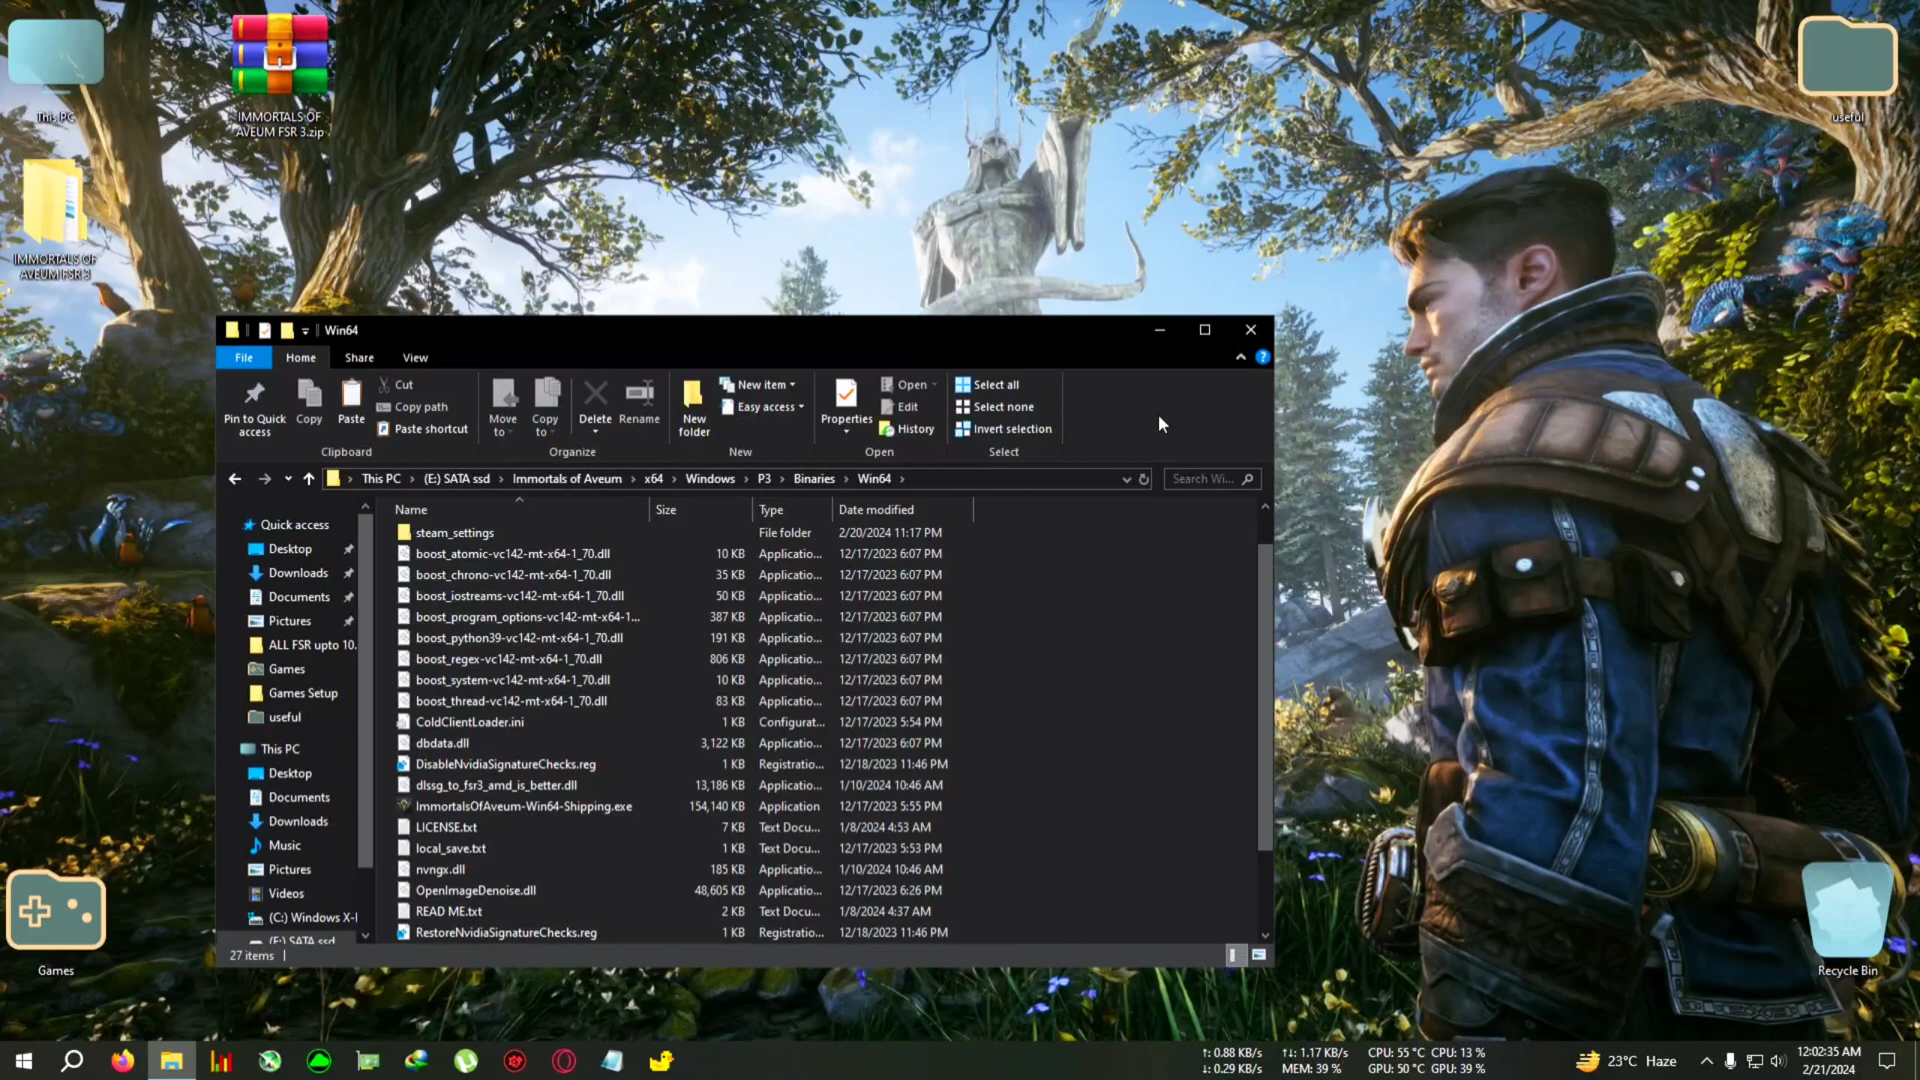 This PC
IMMORTALS OF
AVEUM FSR 3.zip
useful
IMMORTALS OF
AVEUM FSR 3
Win64
File Home Share View
Pin to Quick
access
Copy
Paste
Cut
Copy path
Paste shortcut
Clipboard
Move
to
Copy
to
Delete
Rename
Organize
New
folder
New item
Easy access
New
Properties
Open
Edit
History
Open
Select all
Select none
Invert selection
Select
This PC > (E:) SATA ssd > Immortals of Aveum > x64 > Windows > P3 > Binaries > Win64 >
Search Wi...
Quick access
Desktop
Downloads
Documents
Pictures
ALL FSR upto 10.
Games
Games Setup
useful
This PC
Desktop
Documents
Downloads
Music
Pictures
Videos
(C:) Windows X-
(E:) SATA ssd
Name Size Type Date modified
steam_settings File folder 2/20/2024 11:17 PM
boost_atomic-vc142-mt-x64-1_70.dll 10 KB Applicatio... 12/17/2023 6:07 PM
boost_chrono-vc142-mt-x64-1_70.dll 35 KB Applicatio... 12/17/2023 6:07 PM
boost_iostreams-vc142-mt-x64-1_70.dll 50 KB Applicatio... 12/17/2023 6:07 PM
boost_program_options-vc142-mt-x64-1... 387 KB Applicatio... 12/17/2023 6:07 PM
boost_python39-vc142-mt-x64-1_70.dll 191 KB Applicatio... 12/17/2023 6:07 PM
boost_regex-vc142-mt-x64-1_70.dll 806 KB Applicatio... 12/17/2023 6:07 PM
boost_system-vc142-mt-x64-1_70.dll 10 KB Applicatio... 12/17/2023 6:07 PM
boost_thread-vc142-mt-x64-1_70.dll 83 KB Applicatio... 12/17/2023 6:07 PM
ColdClientLoader.ini 1 KB Configurat... 12/17/2023 5:54 PM
dbdata.dll 3,122 KB Applicatio... 12/17/2023 6:07 PM
DisableNvidiaSignatureChecks.reg 1 KB Registratio... 12/18/2023 11:46 PM
dlssg_to_fsr3_amd_is_better.dll 13,186 KB Applicatio... 1/10/2024 10:46 AM
ImmortalsOfAveum-Win64-Shipping.exe 154,140 KB Application 12/17/2023 5:55 PM
LICENSE.txt 7 KB Text Docu... 1/8/2024 4:53 AM
local_save.txt 1 KB Text Docu... 12/17/2023 5:53 PM
nvngx.dll 185 KB Applicatio... 1/10/2024 10:46 AM
OpenImageDenoise.dll 48,605 KB Applicatio... 12/17/2023 6:26 PM
READ ME.txt 2 KB Text Docu... 1/8/2024 4:37 AM
RestoreNvidiaSignatureChecks.reg 1 KB Registratio... 12/18/2023 11:46 PM
27 items
Games
Recycle Bin
↑: 0.88 KB/s ↑↓: 1.17 KB/s CPU: 55 °C CPU: 13 %
↓: 0.29 KB/s MEM: 39 % GPU: 50 °C GPU: 39 %
23°C Haze
12:02:35 AM
2/21/2024